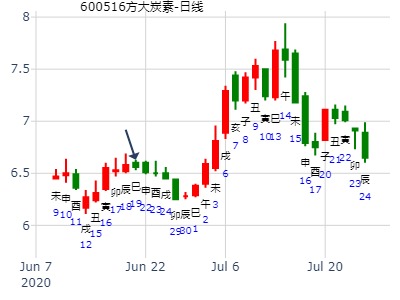 600516方大炭素-日线
8
7.5
7
6.5
6
未 9
申 10
酉 11
戌 12
丑 15
寅 16
卯 17
辰 18
巳 19
申 22
酉 23
戌 24
卯 29
辰 30
巳 1
午 2
未 3
戌 6
亥 7
子 8
丑 9
寅 10
巳 13
午 14
未 15
申 16
酉 17
子 20
丑 21
寅 22
卯 23
辰 24
Jun 7 Jun 22 Jul 6 Jul 20
2020